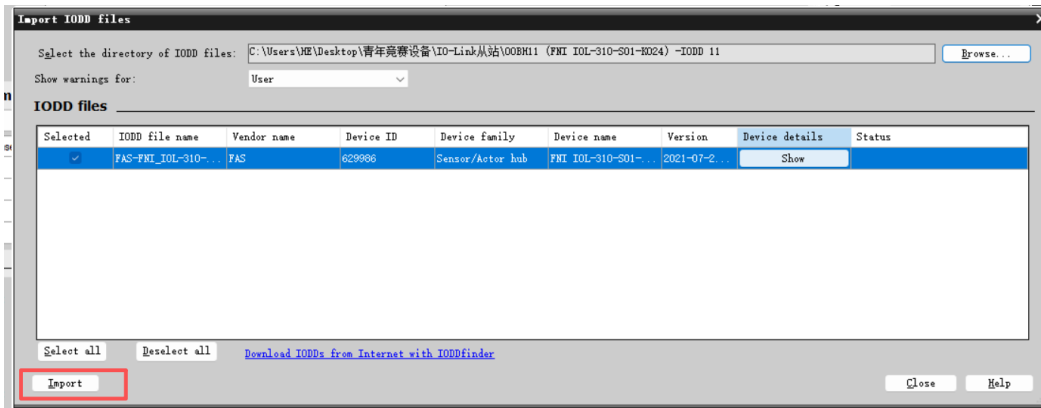 Import IODD files
Select the directory of IODD files: C:\Users\ME\Desktop\青年竞赛设备\IO-Link从站\00BH11 (FNI IOL-310-S01-K024) -IODD 11 Browse...
Show warnings for: User
IODD files
Selected IODD file name Vendor name Device ID Device family Device name Version Device details Status
FAS-FNI_IOL-310-... FAS 629986 Sensor/Actor hub FNI IOL-310-S01-... 2021-07-2... Show
Select all Deselect all Download IODDs from Internet with IODDfinder
Import Close Help